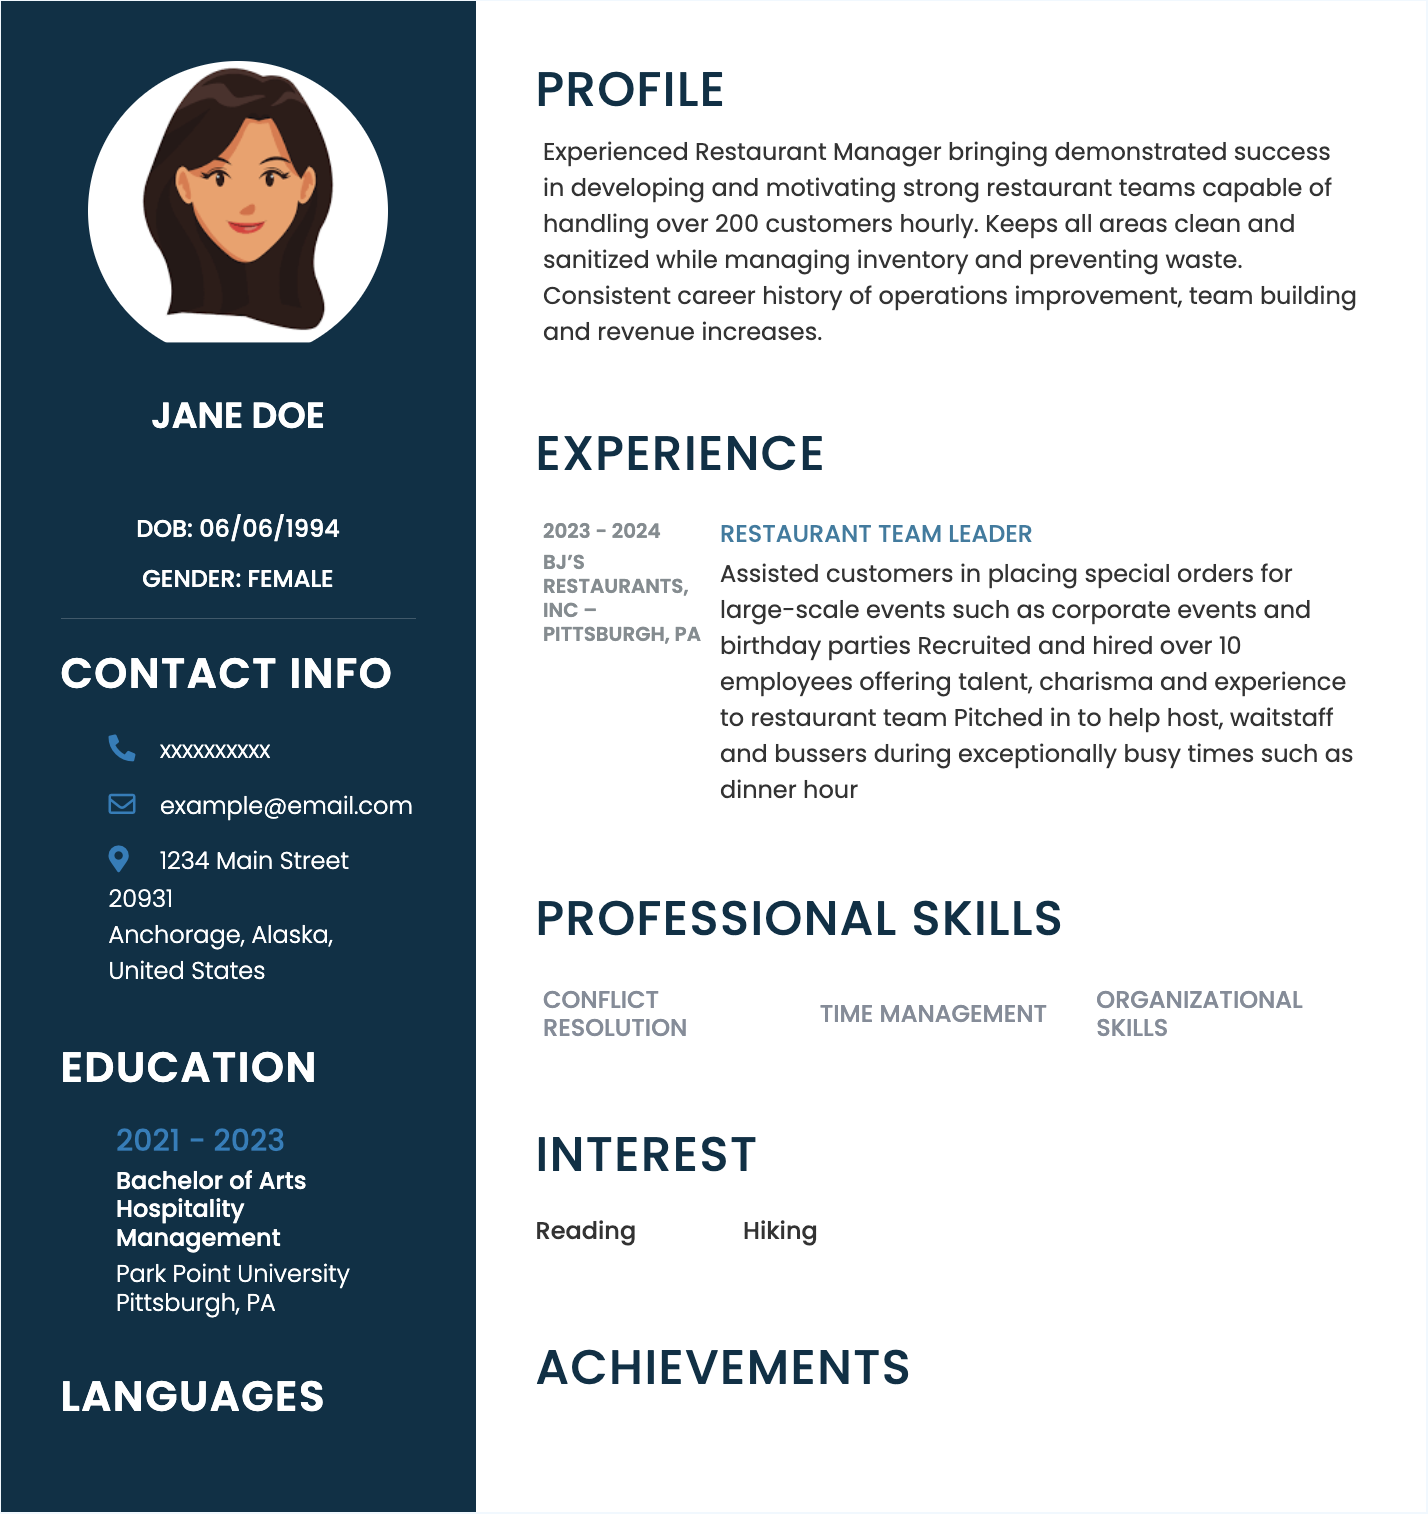 JANE DOE
DOB: 06/06/1994
GENDER: FEMALE
CONTACT INFO
xxxxxxxxxx
example@email.com
1234 Main Street
20931
Anchorage, Alaska,
United States
EDUCATION
2021 - 2023
Bachelor of Arts
Hospitality
Management
Park Point University
Pittsburgh, PA
LANGUAGES
PROFILE
Experienced Restaurant Manager bringing demonstrated success
in developing and motivating strong restaurant teams capable of
handling over 200 customers hourly. Keeps all areas clean and
sanitized while managing inventory and preventing waste.
Consistent career history of operations improvement, team building
and revenue increases.
EXPERIENCE
2023 - 2024
BJ’S
RESTAURANTS,
INC –
PITTSBURGH, PA
RESTAURANT TEAM LEADER
Assisted customers in placing special orders for
large-scale events such as corporate events and
birthday parties Recruited and hired over 10
employees offering talent, charisma and experience
to restaurant team Pitched in to help host, waitstaff
and bussers during exceptionally busy times such as
dinner hour
PROFESSIONAL SKILLS
CONFLICT
RESOLUTION
TIME MANAGEMENT
ORGANIZATIONAL
SKILLS
INTEREST
Reading
Hiking
ACHIEVEMENTS